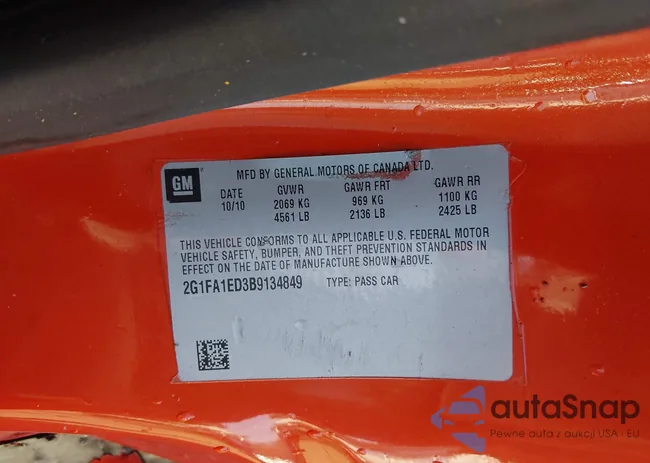 GM
MFD BY GENERAL MOTORS OF CANADA LTD.
DATE GVWR GAWR FRT GAWR RR
10/10 2069 KG 969 KG 1100 KG
4561 LB 2136 LB 2425 LB
THIS VEHICLE CONFORMS TO ALL APPLICABLE U.S. FEDERAL MOTOR
VEHICLE SAFETY, BUMPER, AND THEFT PREVENTION STANDARDS IN
EFFECT ON THE DATE OF MANUFACTURE SHOWN ABOVE.
2G1FA1ED3B9134849 TYPE: PASS CAR
autaSnap
Pewne auta z aukcji USA - EU